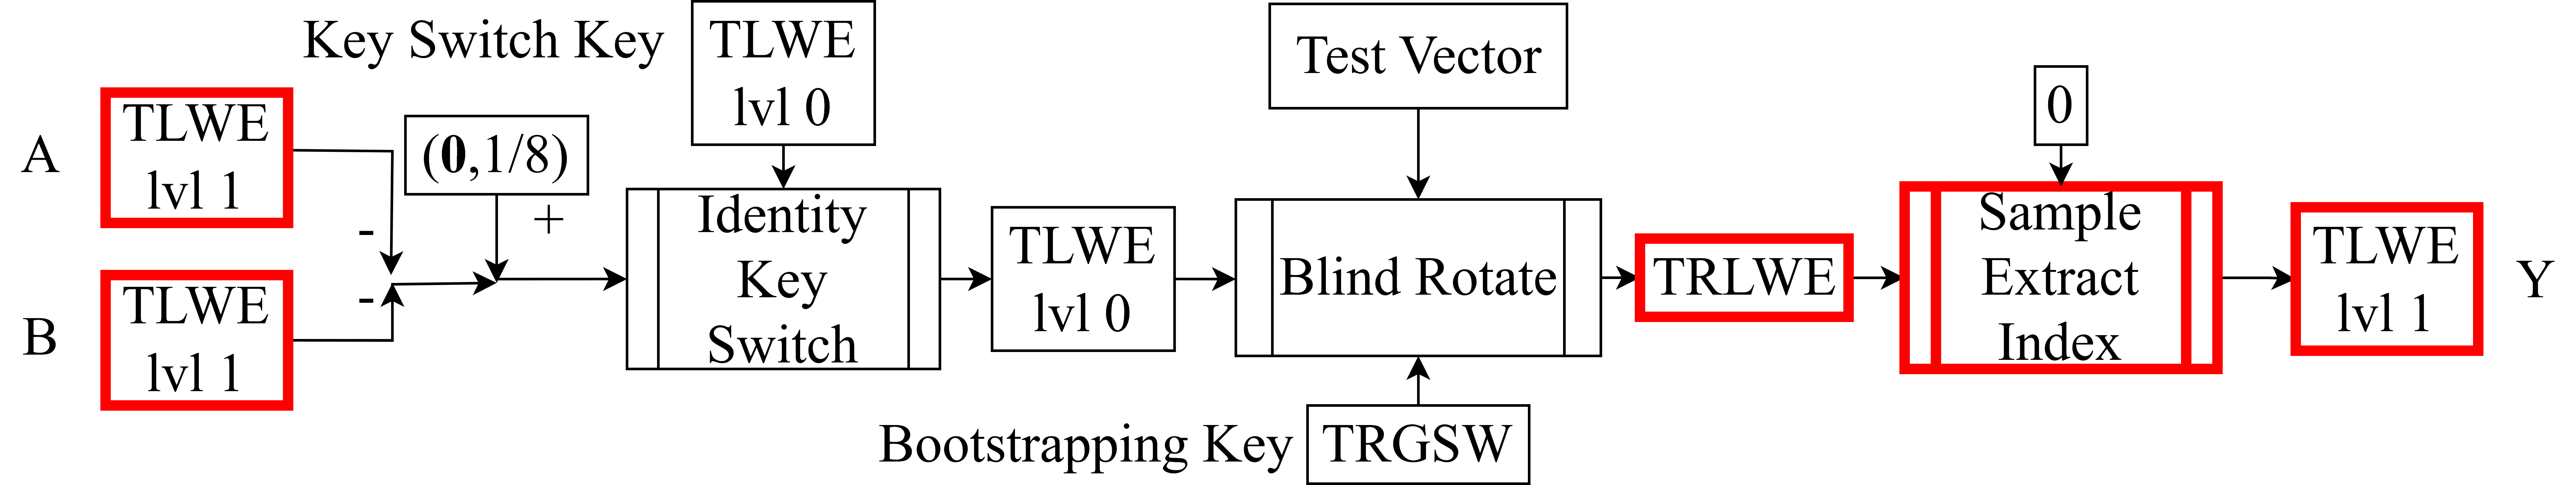 Key Switch Key
TLWE
lvl 0
Test Vector
0
A
TLWE
lvl 1
(0,1/8)
-
+
Identity
Key
Switch
TLWE
lvl 0
Blind Rotate
TRLWE
Sample
Extract
Index
TLWE
lvl 1
Y
B
TLWE
lvl 1
-
Bootstrapping Key
TRGSW